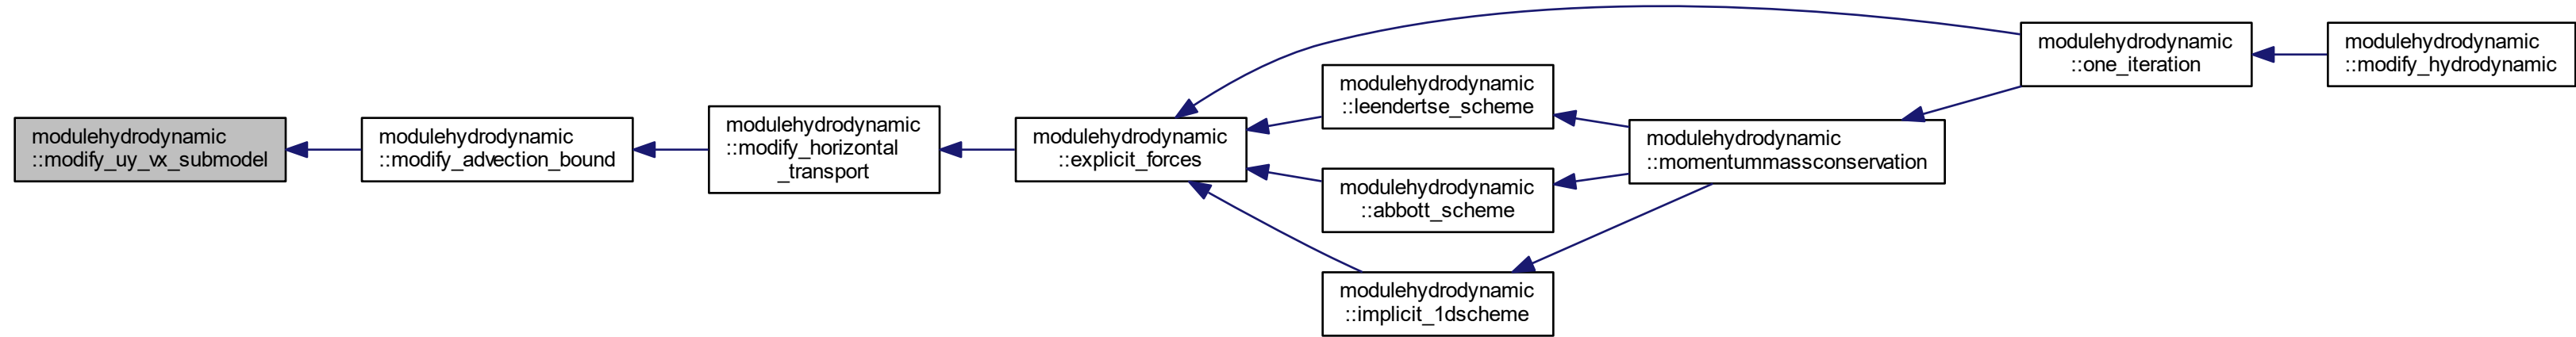 modulehydrodynamic
::modify_uy_vx_submodel
modulehydrodynamic
::modify_advection_bound
modulehydrodynamic
::modify_horizontal
_transport
modulehydrodynamic
::explicit_forces
modulehydrodynamic
::leendertse_scheme
modulehydrodynamic
::abbott_scheme
modulehydrodynamic
::implicit_1dscheme
modulehydrodynamic
::momentummassconservation
modulehydrodynamic
::one_iteration
modulehydrodynamic
::modify_hydrodynamic